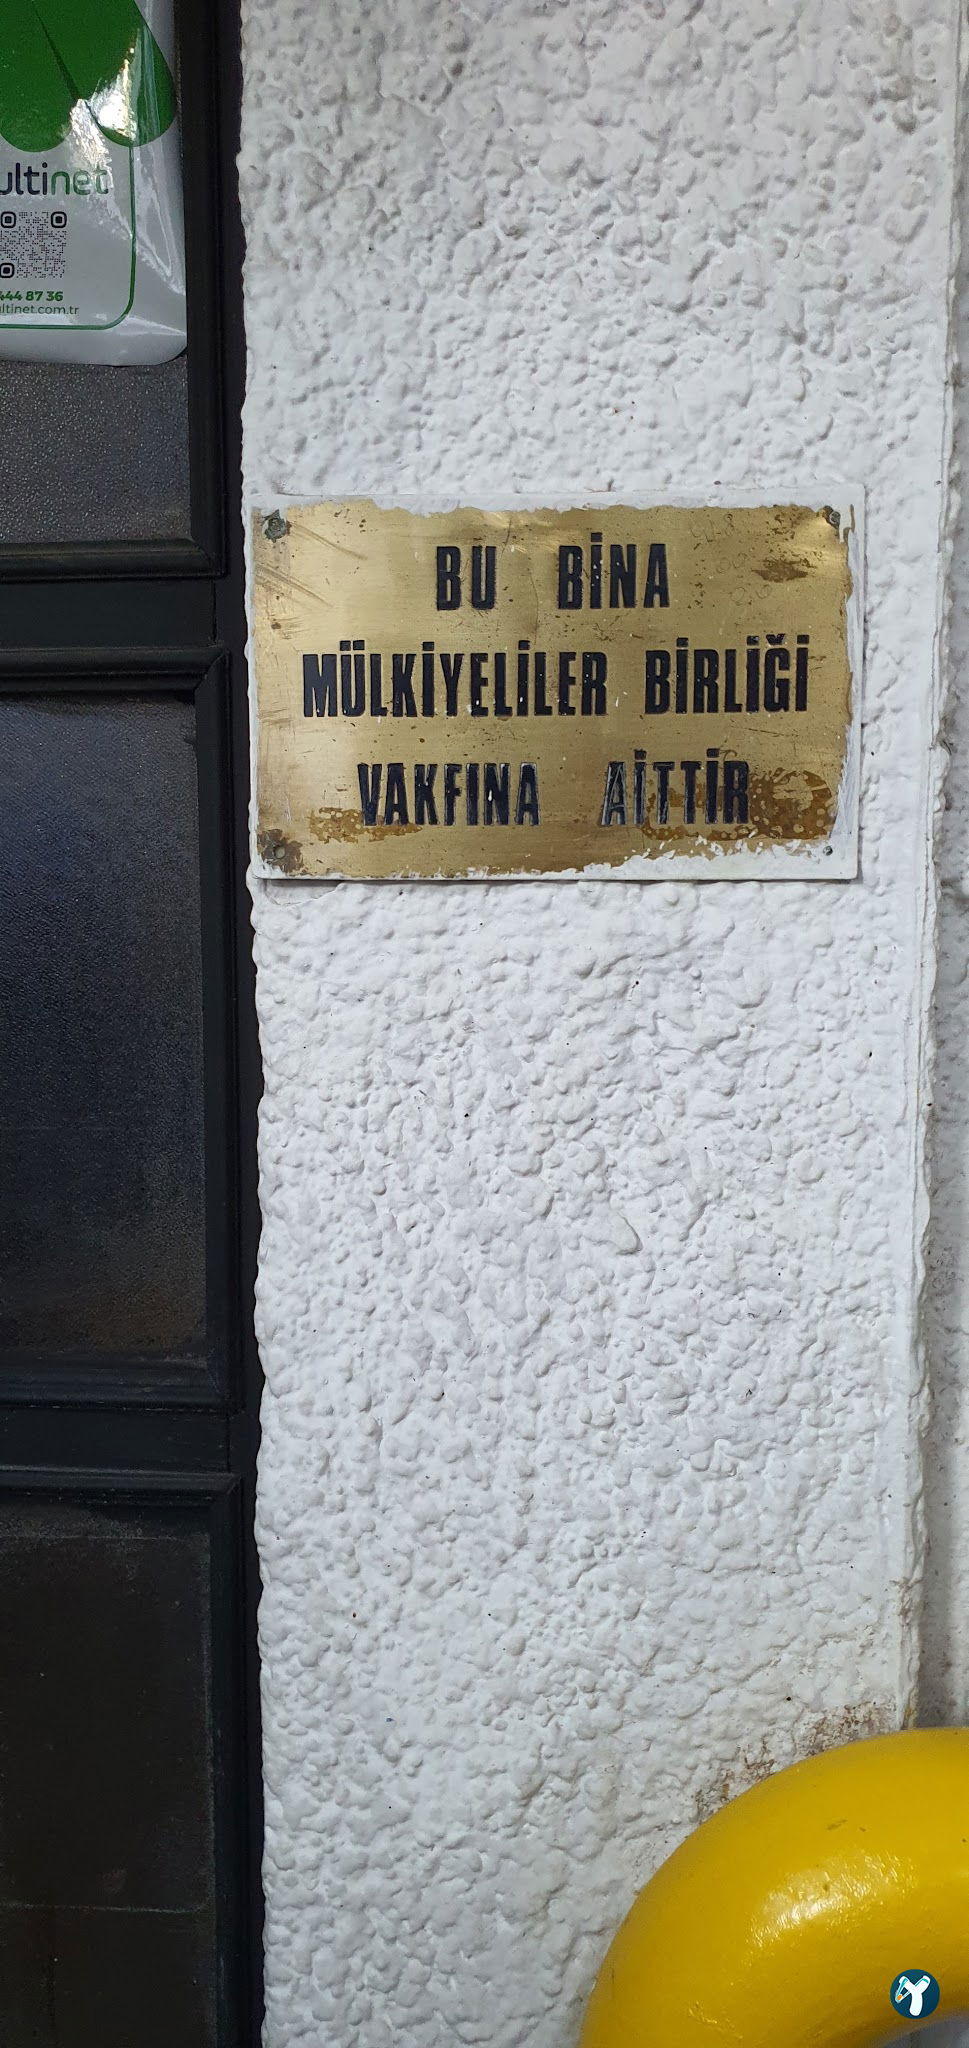 ultinet
444 87 36
ultinet.com.tr
BU BİNA
MÜLKİYELİLER BİRLİĞİ
VAKFINA AİTTİR